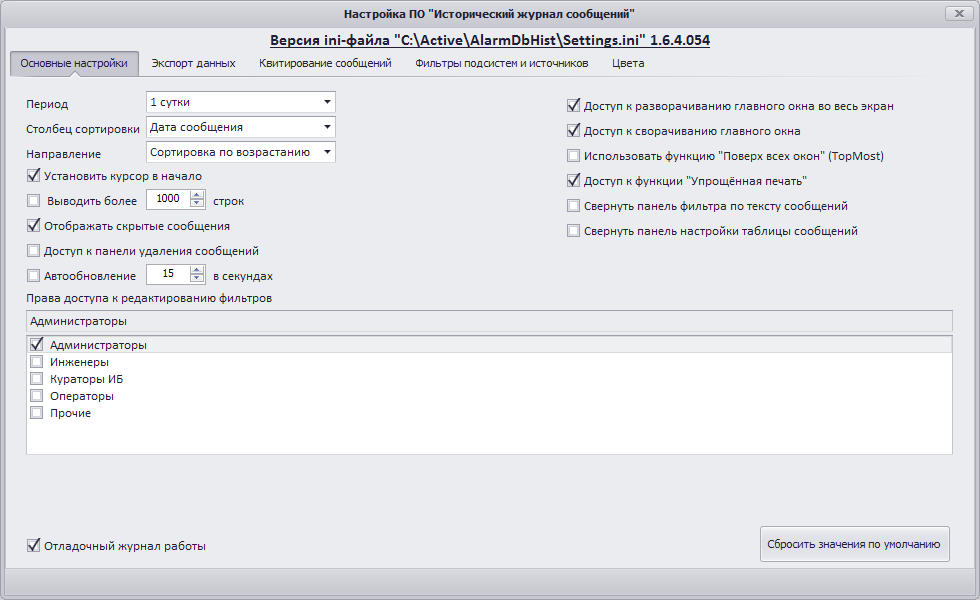 Настройка ПО "Исторический журнал сообщений"
Версия ini-файла "C:\Active\AlarmDbHist\Settings.ini" 1.6.4.054
Основные настройки Экспорт данных Квитирование сообщений Фильтры подсистем и источников Цвета
Период 1 сутки
Столбец сортировки Дата сообщения
Направление Сортировка по возрастанию
Установить курсор в начало
Выводить более 1000 строк
Отображать скрытые сообщения
Доступ к панели удаления сообщений
Автообновление 15 в секундах
Доступ к разворачиванию главного окна во весь экран
Доступ к сворачиванию главного окна
Использовать функцию "Поверх всех окон" (TopMost)
Доступ к функции "Упрощённая печать"
Свернуть панель фильтра по тексту сообщений
Свернуть панель настройки таблицы сообщений
Права доступа к редактированию фильтров
Администраторы
Администраторы
Инженеры
Кураторы ИБ
Операторы
Прочие
Отладочный журнал работы
Сбросить значения по умолчанию